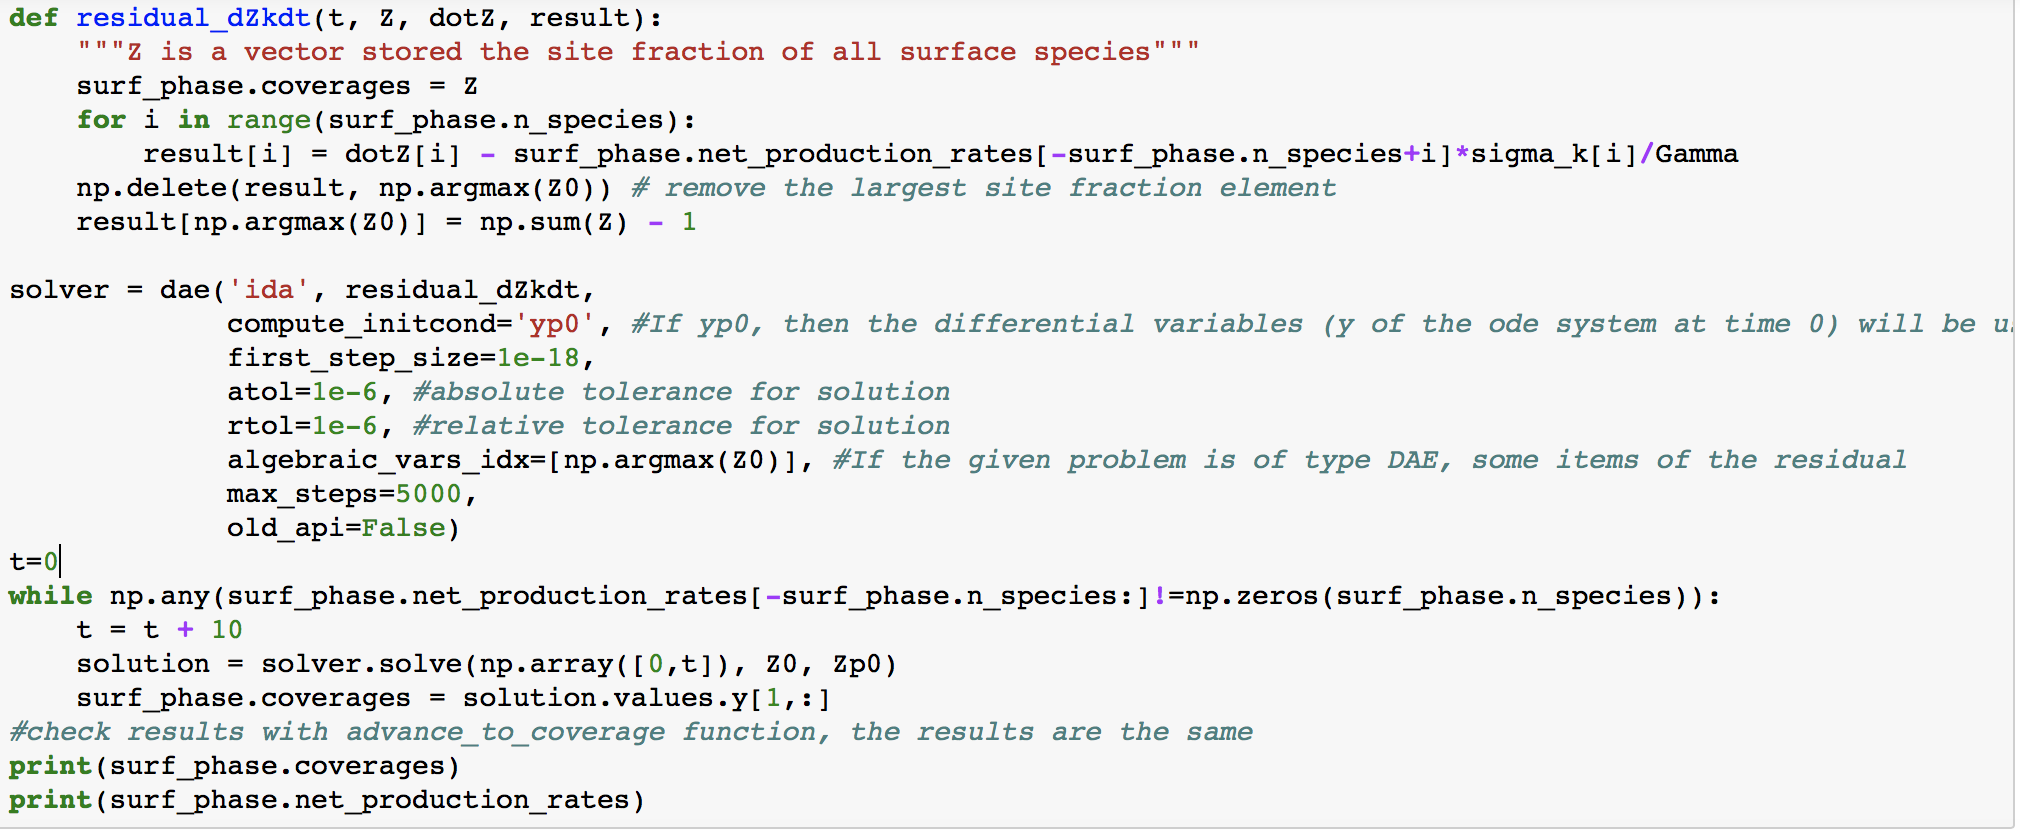 def residual_dZkdt(t, Z, dotZ, result):
    """Z is a vector stored the site fraction of all surface species"""
    surf_phase.coverages = Z
    for i in range(surf_phase.n_species):
        result[i] = dotZ[i] - surf_phase.net_production_rates[-surf_phase.n_species+i]*sigma_k[i]/Gamma
    np.delete(result, np.argmax(Z0)) # remove the largest site fraction element
    result[np.argmax(Z0)] = np.sum(Z) - 1

solver = dae('ida', residual_dZkdt,
             compute_initcond='yp0', #If yp0, then the differential variables (y of the ode system at time 0) will be
             first_step_size=1e-18,
             atol=1e-6, #absolute tolerance for solution
             rtol=1e-6, #relative tolerance for solution
             algebraic_vars_idx=[np.argmax(Z0)], #If the given problem is of type DAE, some items of the residual
             max_steps=5000,
             old_api=False)
t=0
while np.any(surf_phase.net_production_rates[-surf_phase.n_species:]!=np.zeros(surf_phase.n_species)):
    t = t + 10
    solution = solver.solve(np.array([0,t]), Z0, Zp0)
    surf_phase.coverages = solution.values.y[1,:]
#check results with advance_to_coverage function, the results are the same
print(surf_phase.coverages)
print(surf_phase.net_production_rates)